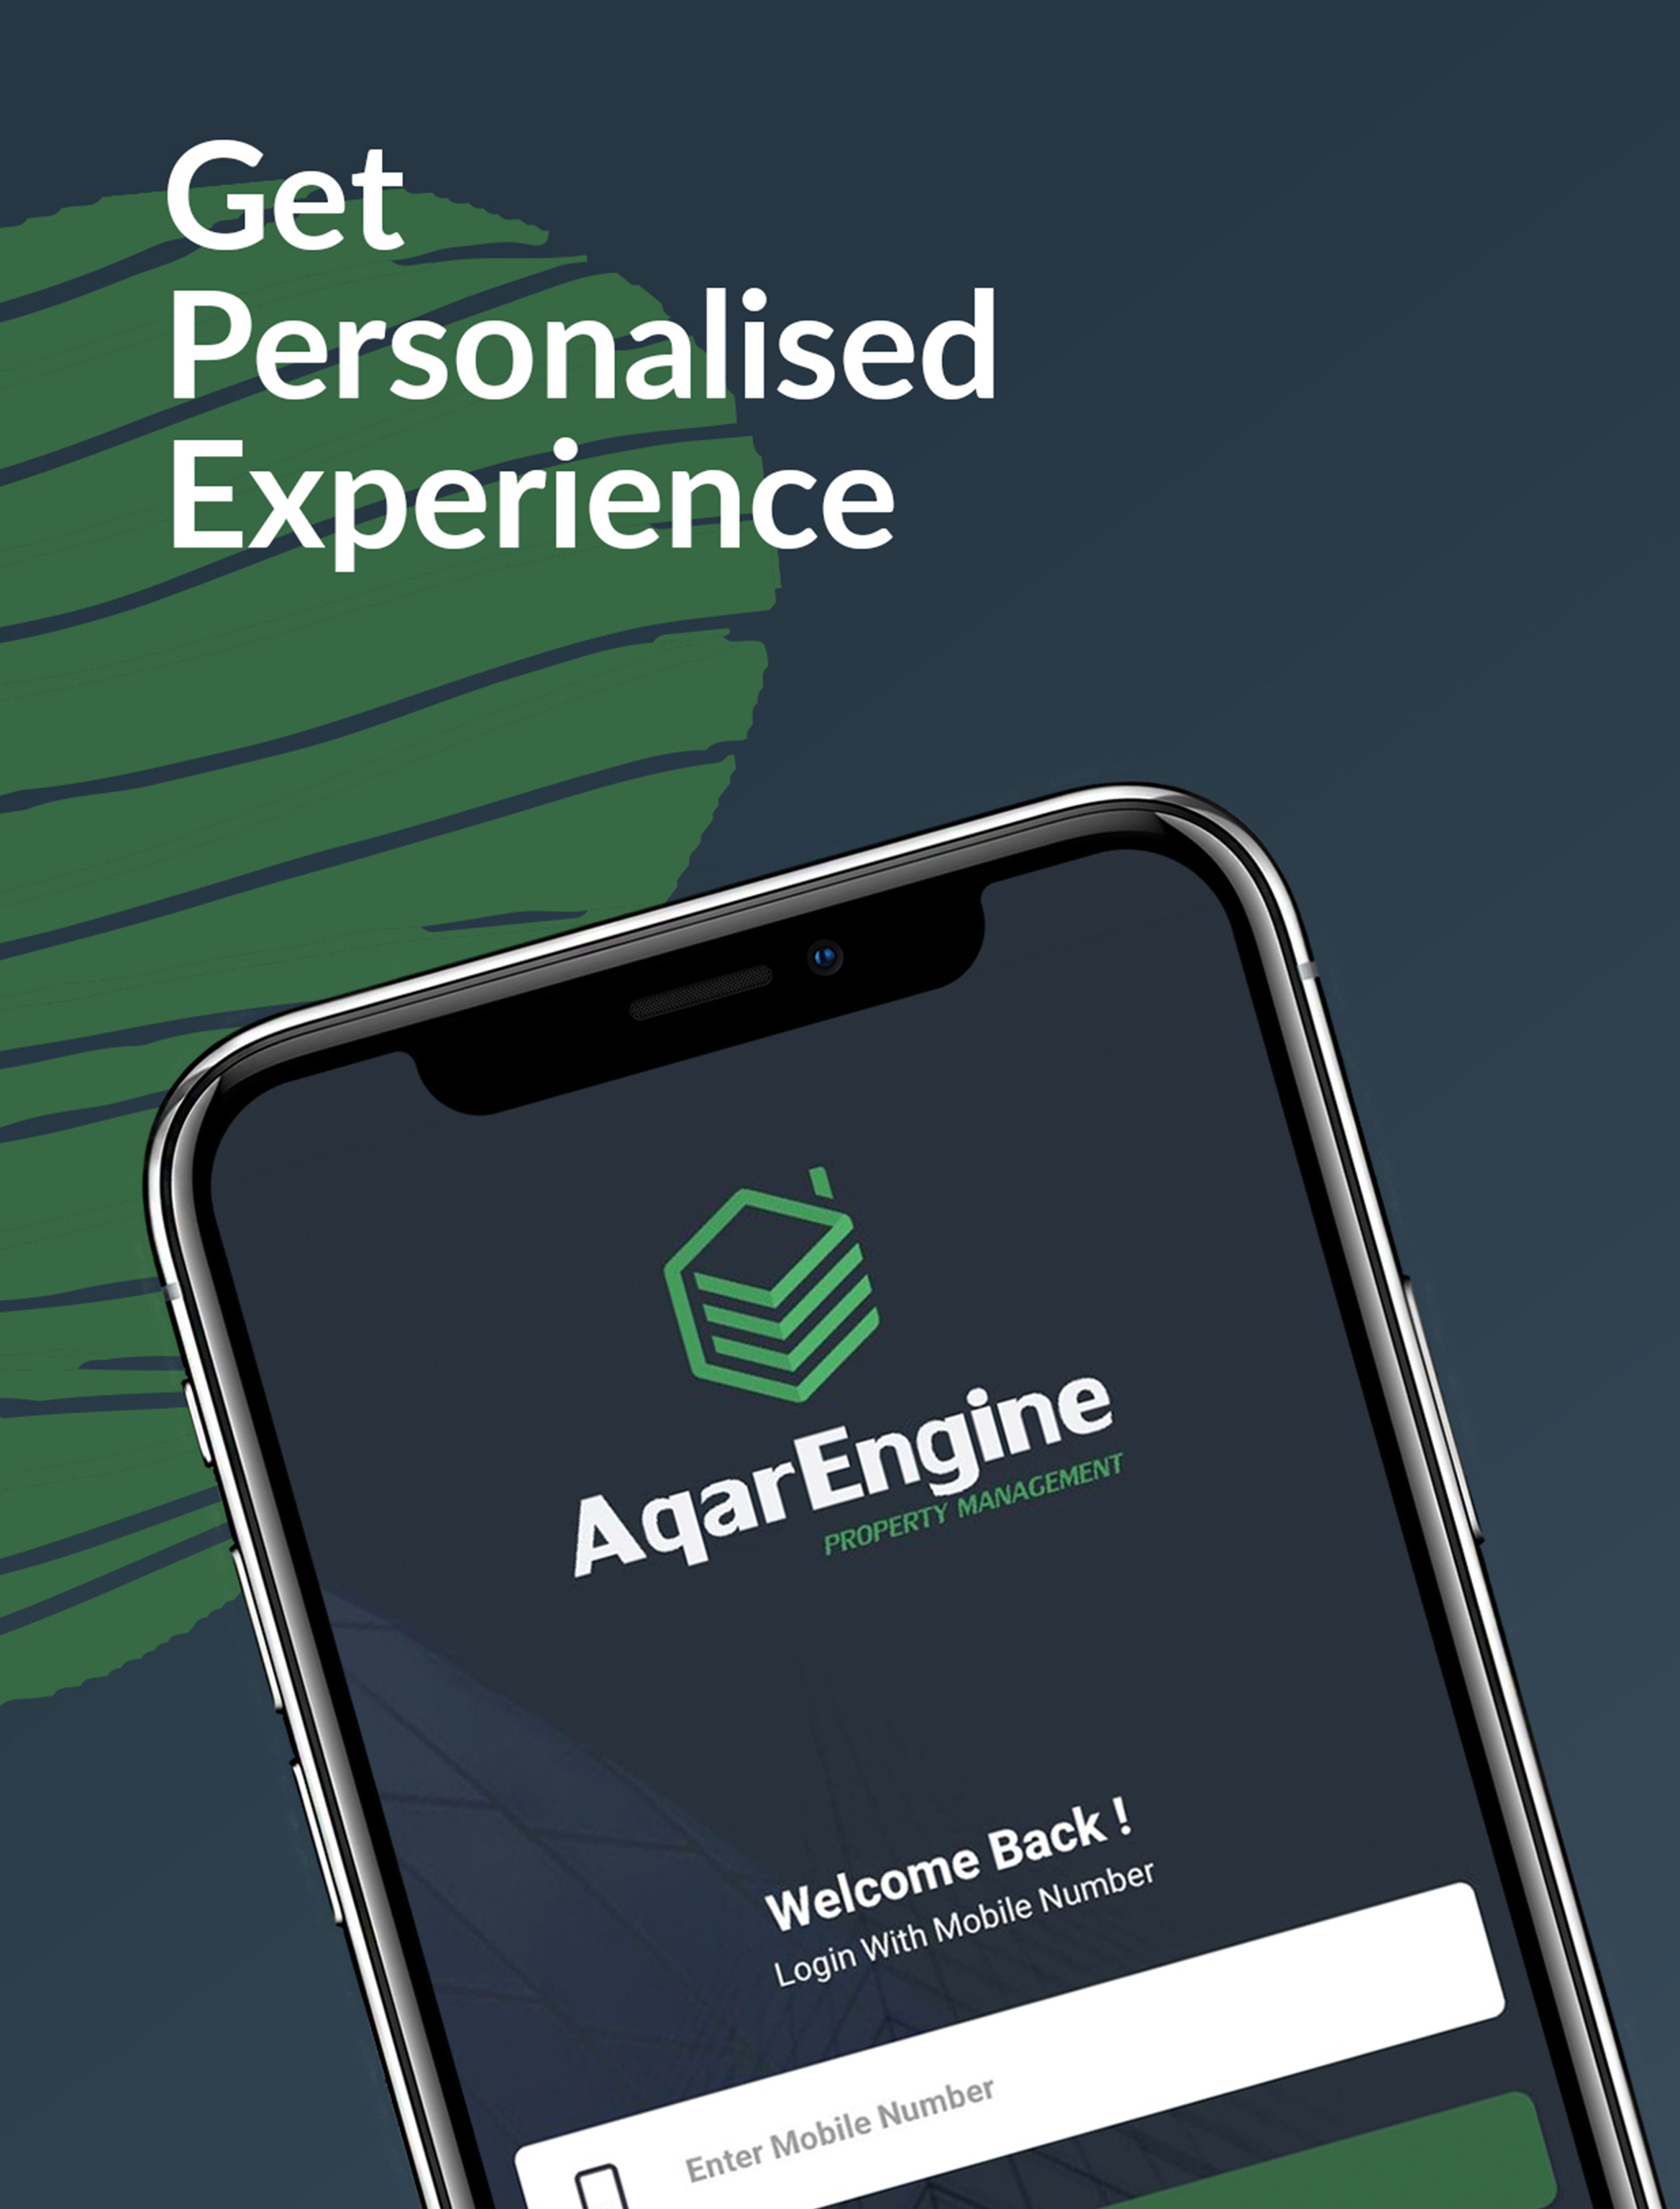 Get
Personalised
Experience
AqarEngine
PROPERTY MANAGEMENT
Welcome Back !
Login With Mobile Number
Enter Mobile Number